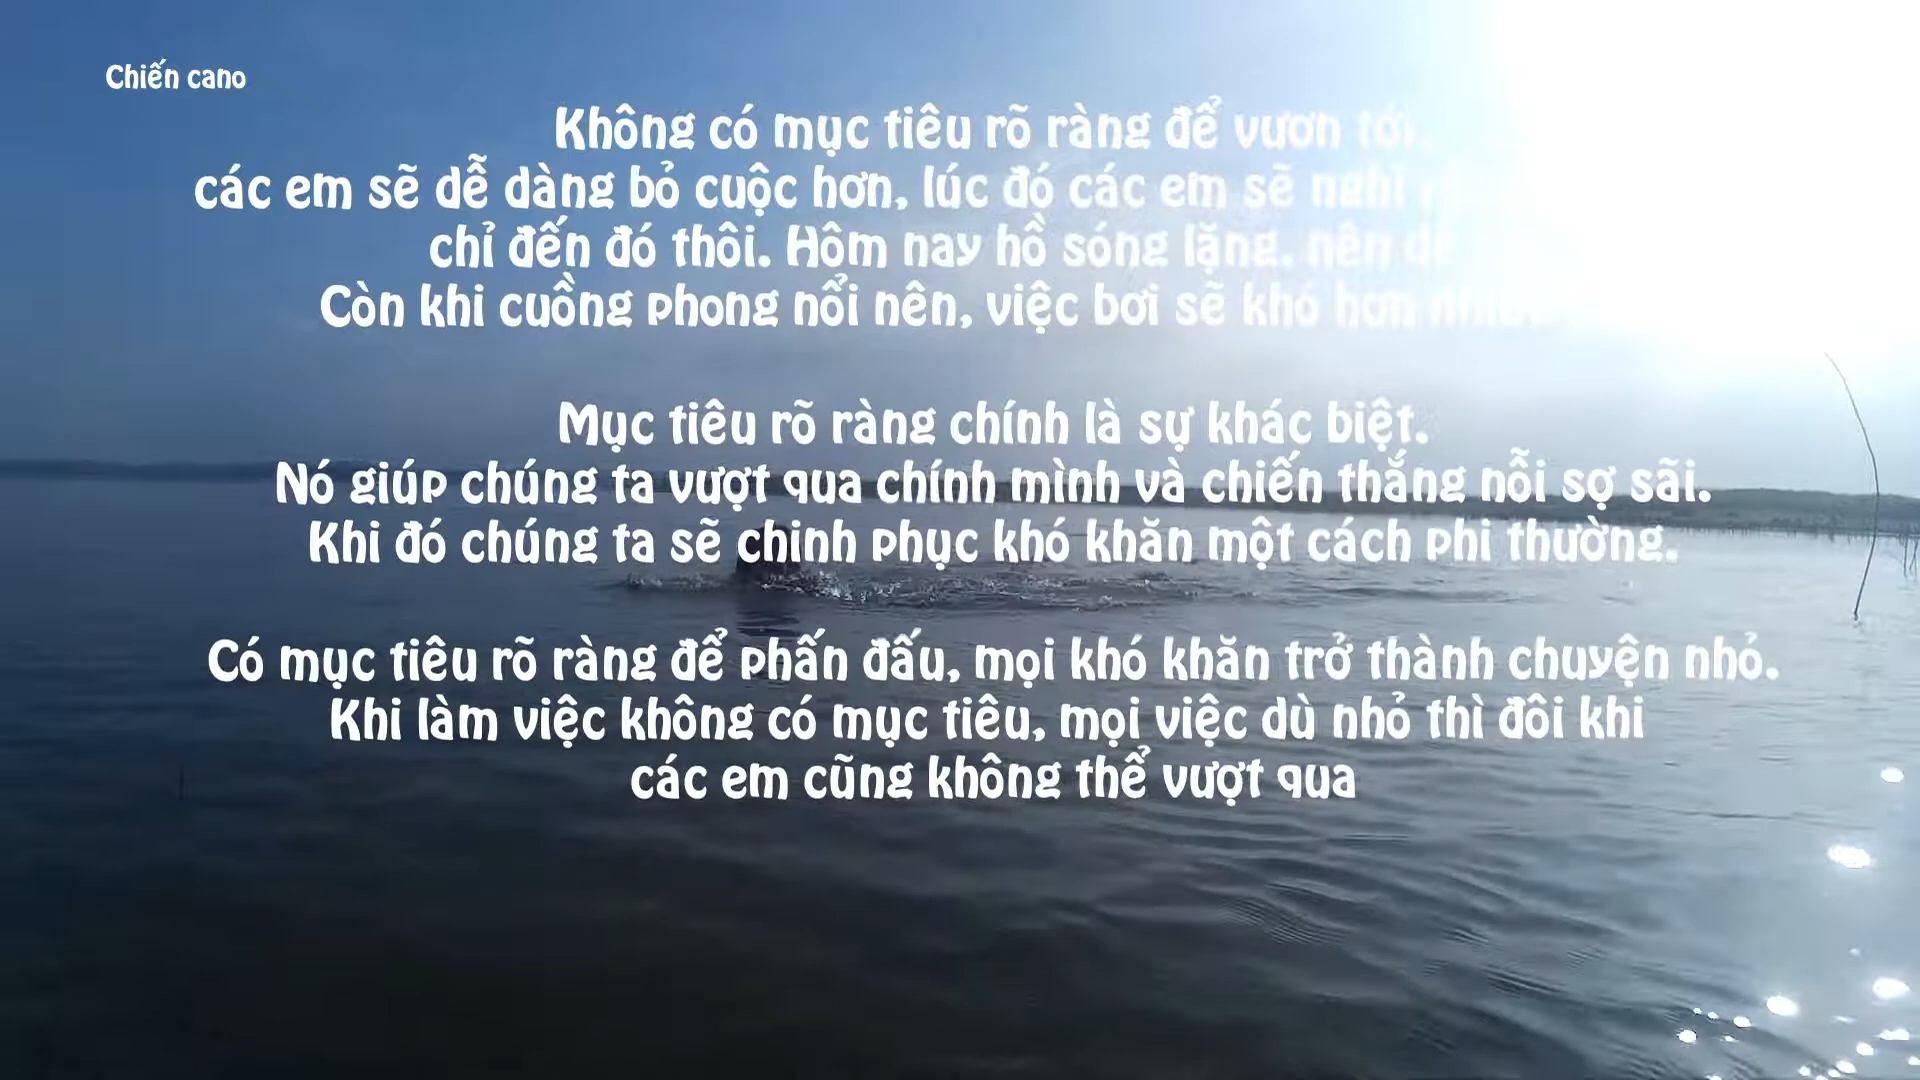 Chiến cano
Không có mục tiêu rõ ràng để vươn tới.
các em sẽ dễ dàng bỏ cuộc hơn, lúc đó các em sẽ nghĩ
chỉ đến đó thôi. Hôm nay hồ sóng lặng, nên dễ
Còn khi cuồng phong nổi nên, việc bơi sẽ khó hơn
Mục tiêu rõ ràng chính là sự khác biệt.
Nó giúp chúng ta vượt qua chính mình và chiến thắng nỗi sợ sãi.
Khi đó chúng ta sẽ chinh phục khó khăn một cách phi thường.
Có mục tiêu rõ ràng để phấn đấu, mọi khó khăn trở thành chuyện nhỏ.
Khi làm việc không có mục tiêu, mọi việc dù nhỏ thì đôi khi
các em cũng không thể vượt qua